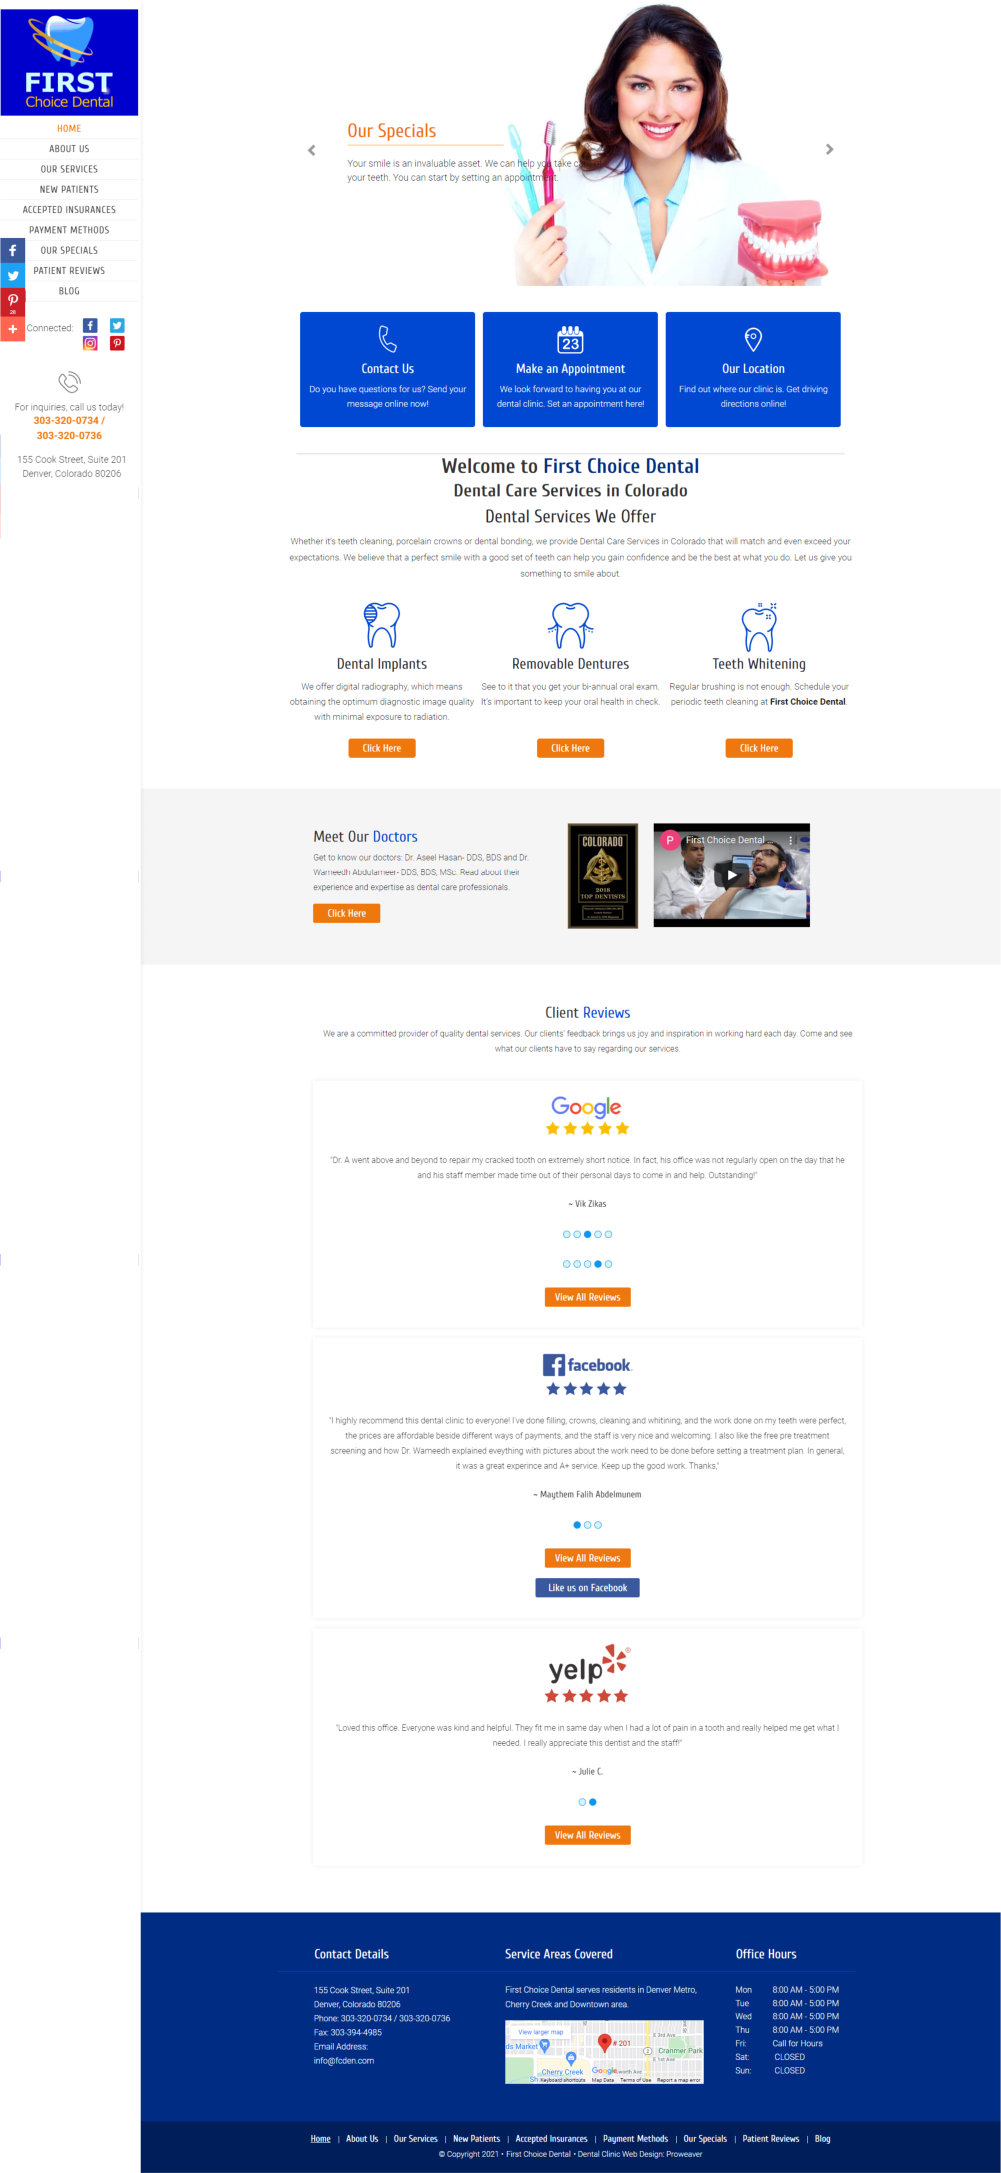 FIRST
Choice Dental
HOME
ABOUT US
OUR SERVICES
NEW PATIENTS
ACCEPTED INSURANCES
PAYMENT METHODS
OUR SPECIALS
PATIENT REVIEWS
BLOG
28
Connected:
For inquiries, call us today!
303-320-0734 /
303-320-0736
155 Cook Street, Suite 201
Denver, Colorado 80206
Our Specials
Your smile is an invaluable asset. We can help you take c
your teeth. You can start by setting an appointment.
Contact Us
Do you have questions for us? Send your
message online now!
23
Make an Appointment
We look forward to having you at our
dental clinic. Set an appointment here!
Our Location
Find out where our clinic is. Get driving
directions online!
Welcome to First Choice Dental
Dental Care Services in Colorado
Dental Services We Offer
Whether it's teeth cleaning, porcelain crowns or dental bonding, we provide Dental Care Services in Colorado that will match and even exceed your
expectations. We believe that a perfect smile with a good set of teeth can help you gain confidence and be the best at what you do. Let us give you
something to smile about.
Dental Implants
We offer digital radiography, which means
obtaining the optimum diagnostic image quality
with minimal exposure to radiation.
Click Here
Removable Dentures
See to it that you get your bi-annual oral exam.
It's important to keep your oral health in check.
Click Here
Teeth Whitening
Regular brushing is not enough. Schedule your
periodic teeth cleaning at First Choice Dental.
Click Here
Meet Our Doctors
Get to know our doctors: Dr. Aseel Hasan- DDS, BDS and Dr.
Wameedh Abdulameer- DDS, BDS, MSc. Read about their
experience and expertise as dental care professionals.
Click Here
COLORADO
2018
TOP DENTISTS
P
First Choice Dental ...
Client Reviews
We are a committed provider of quality dental services. Our clients' feedback brings us joy and inspiration in working hard each day. Come and see
what our clients have to say regarding our services.
Google
"Dr. A went above and beyond to repair my cracked tooth on extremely short notice. In fact, his office was not regularly open on the day that he
and his staff member made time out of their personal days to come in and help. Outstanding!"
~ Vik Zikas
View All Reviews
facebook
"I highly recommend this dental clinic to everyone! I've done filling, crowns, cleaning and whitining, and the work done on my teeth were perfect,
the prices are affordable beside different ways of payments, and the staff is very nice and welcoming. I also like the free pre treatment
screening and how Dr. Wameedh explained eveything with pictures about the work need to be done before setting a treatment plan. In general,
it was a great experince and A+ service. Keep up the good work. Thanks,"
~ Maythem Falih Abdelmunem
View All Reviews
Like us on Facebook
yelp
"Loved this office. Everyone was kind and helpful. They fit me in same day when I had a lot of pain in a tooth and really helped me get what I
needed. I really appreciate this dentist and the staff!"
~ Julie C.
View All Reviews
Contact Details
155 Cook Street, Suite 201
Denver, Colorado 80206
Phone: 303-320-0734 / 303-320-0736
Fax: 303-394-4985
Email Address:
info@fcden.com
Service Areas Covered
First Choice Dental serves residents in Denver Metro,
Cherry Creek and Downtown area.
View larger map
E 3rd Ave
ds Market
# 201
2
Cranmer Park
E 1st Ave
Cherry Creek
Google
Sh
Keyboard shortcuts Map Data Terms of Use Report a map error
Office Hours
Mon 8:00 AM - 5:00 PM
Tue 8:00 AM - 5:00 PM
Wed 8:00 AM - 5:00 PM
Thu 8:00 AM - 5:00 PM
Fri: Call for Hours
Sat: CLOSED
Sun: CLOSED
Home | About Us | Our Services | New Patients | Accepted Insurances | Payment Methods | Our Specials | Patient Reviews | Blog
© Copyright 2021 • First Choice Dental • Dental Clinic Web Design: Proweaver